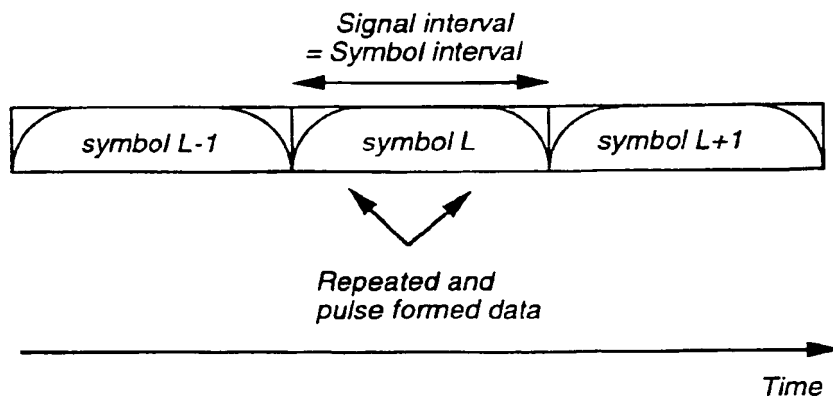 Signal interval
= Symbol interval
symbol L-1
symbol L
symbol L+1
Repeated and
pulse formed data
Time